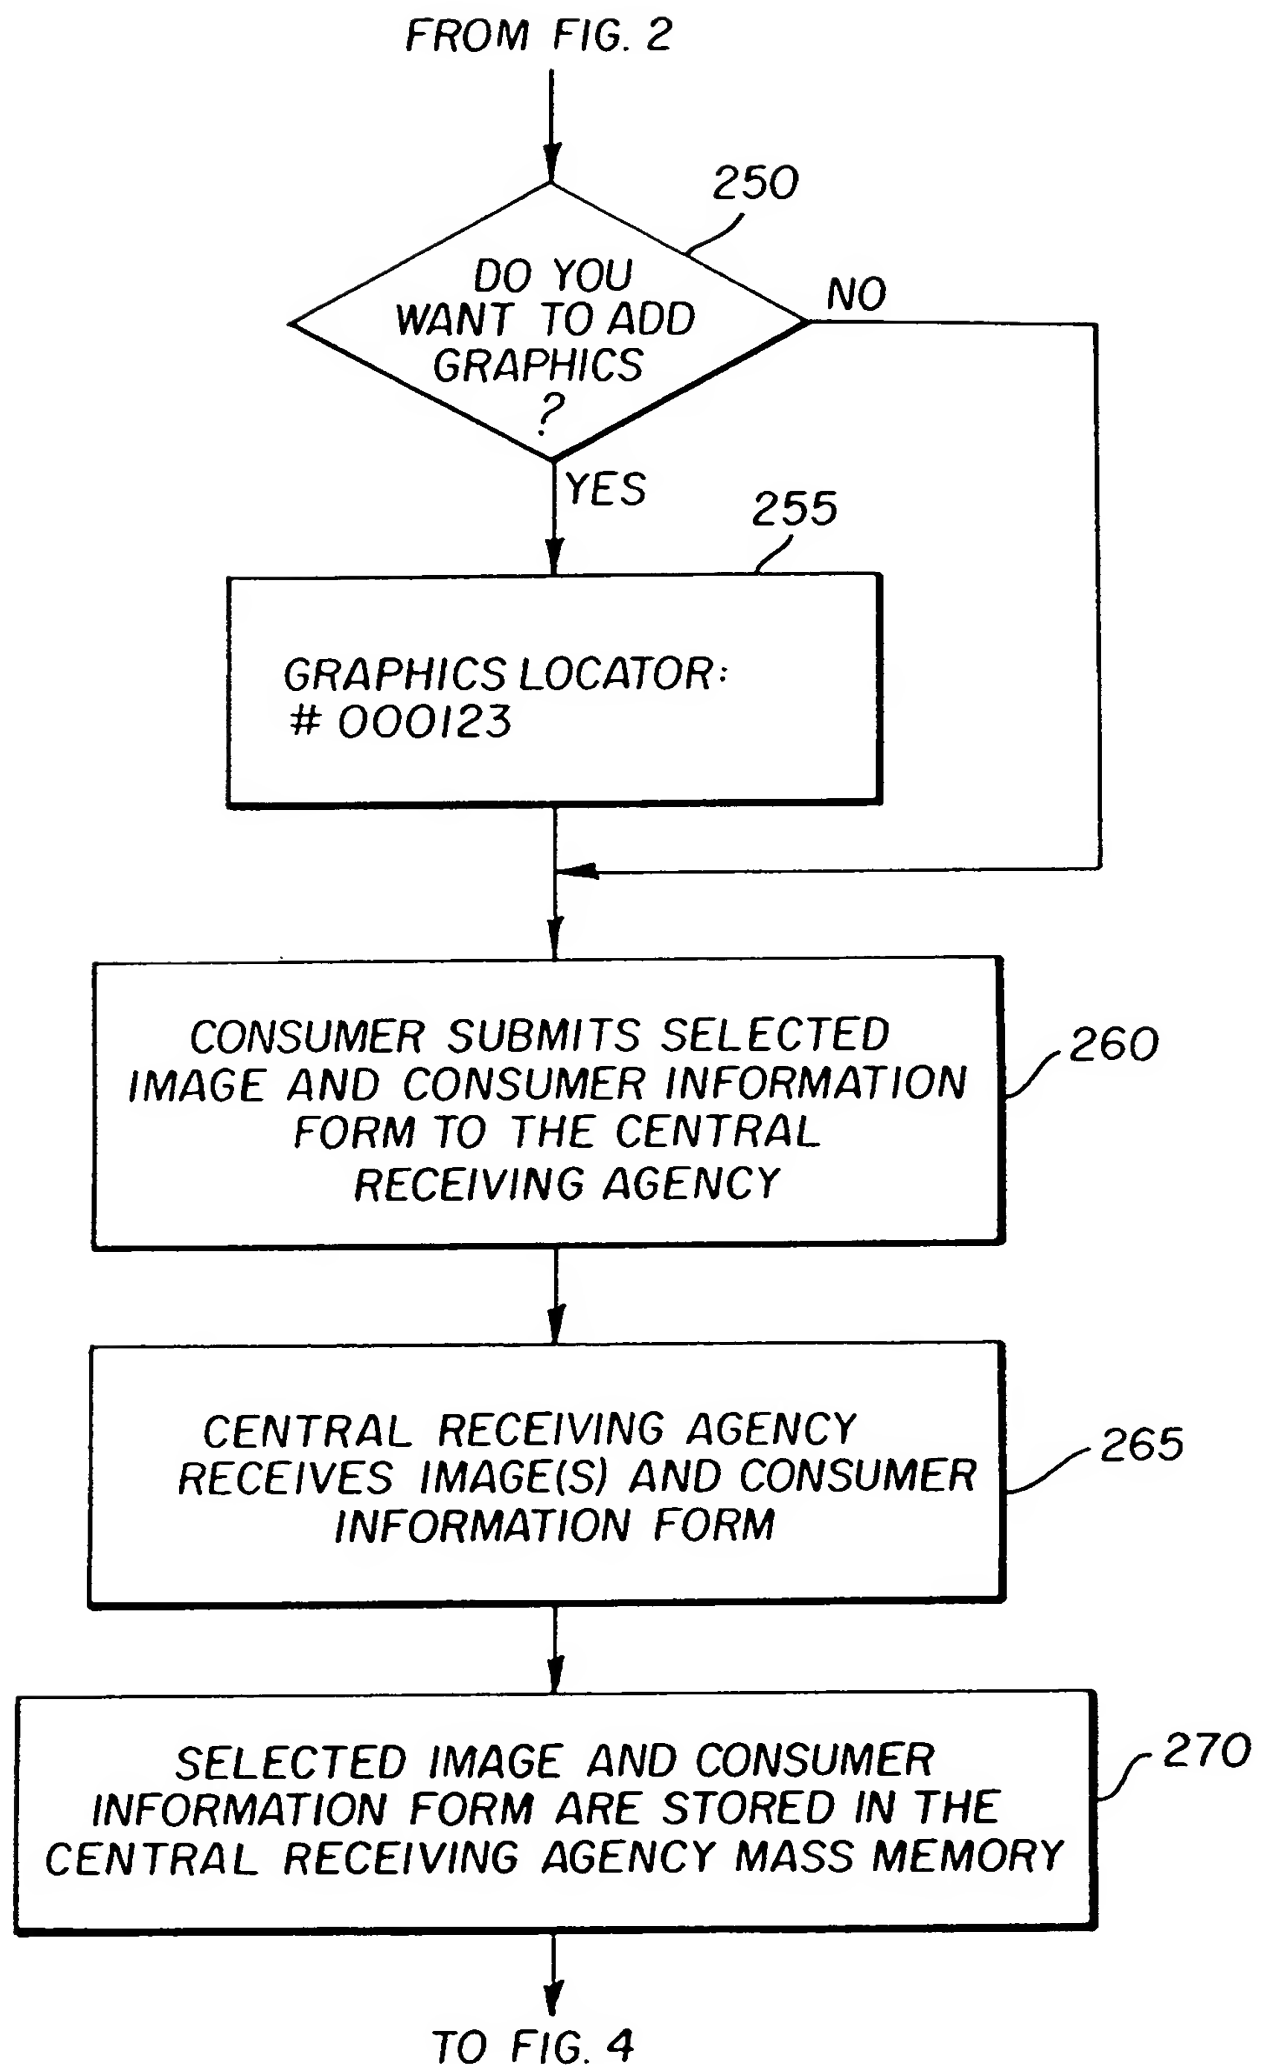 FROM FIG. 2
250
DO YOU
WANT TO ADD
GRAPHICS
?
NO
YES
255
GRAPHICS LOCATOR:
# 000123
CONSUMER SUBMITS SELECTED
IMAGE AND CONSUMER INFORMATION
FORM TO THE CENTRAL
RECEIVING AGENCY
260
CENTRAL RECEIVING AGENCY
RECEIVES IMAGE(S) AND CONSUMER
INFORMATION FORM
265
SELECTED IMAGE AND CONSUMER
INFORMATION FORM ARE STORED IN THE
CENTRAL RECEIVING AGENCY MASS MEMORY
270
TO FIG. 4